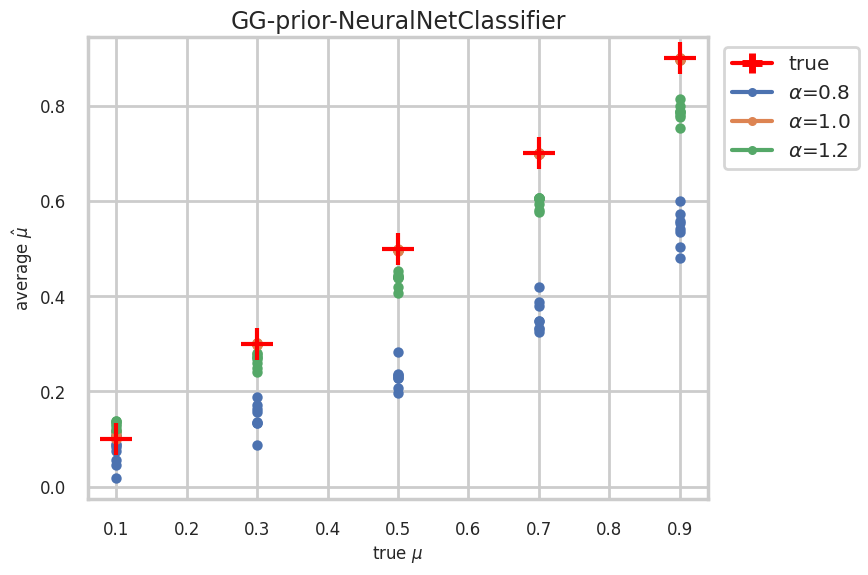 GG-prior-NeuralNetClassifier
true
α=0.8
α=1.0
α=1.2
average μ̂
0.8
0.6
0.4
0.2
0.0
0.1 0.2 0.3 0.4 0.5 0.6 0.7 0.8 0.9
true μ